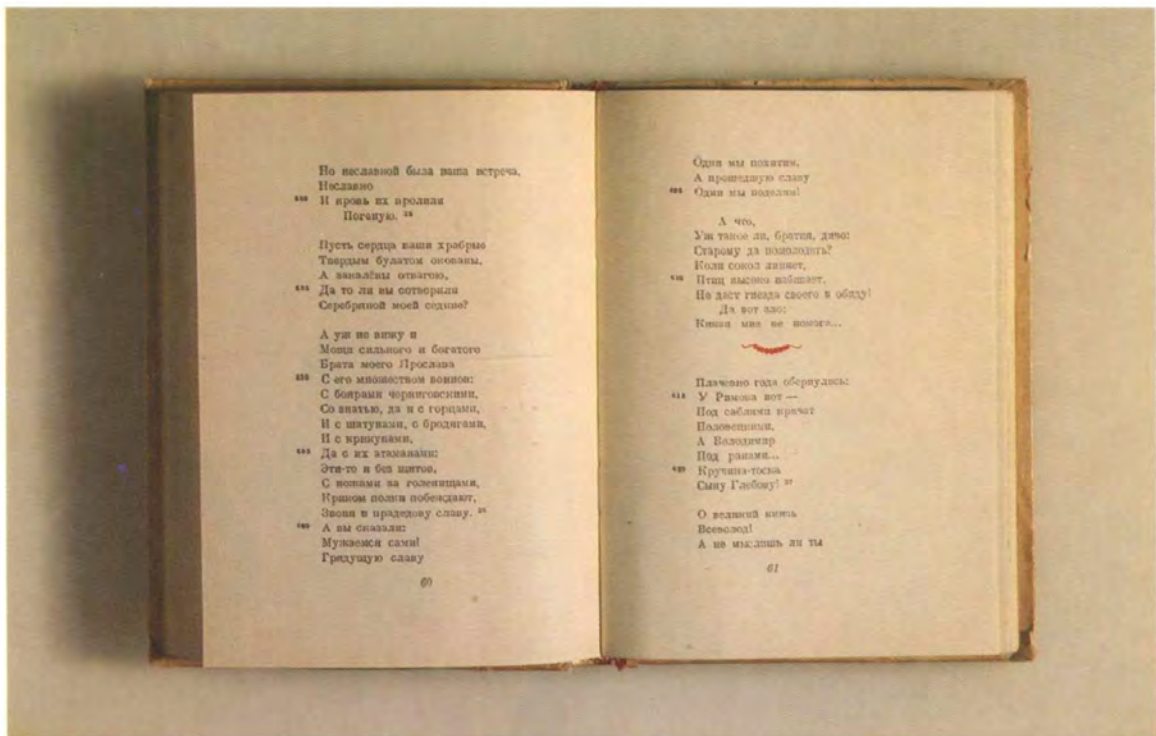 Но неславной была ваша встреча,
Неславно
И кровь их пролили
Поганую.
Пусть сердца ваши храбрые
Твердым булатом окованы,
А закалёны отвагою,
Да то ли вы сотворили
Серебряной моей седине?
А уж не вижу я
Мощи сильного и богатого
Брата моего Ярослава
С его множеством воинов:
С боярами черниговскими,
Со знатью, да и с горцами,
И с шатунами, с бродягами,
И с крикунами,
Да с их атаманами:
Эти-то и без щитов,
С ножами за голенищами,
Криком полки побеждают,
Звоня в прадедову славу.
А вы сказали:
Мужаемся сами!
Грядущую славу
60
Одни мы похитим,
А прошедшую славу
Одни мы поделим!
А что,
Уж такое ли, братия, диво:
Старому да помолодеть?
Коли сокол линяет,
Птиц высоко взбивает,
Не даст гнезда своего в обиду!
Да вот зло:
Князья мне не помога...
Плачевно года обернулись:
У Римова вот —
Под саблями кричат
Половецкими,
А Володимир
Под ранами...
Кручина-тоска
Сыну Глебову! 27
О великий князь
Всеволод!
А не мыслишь ли ты
61